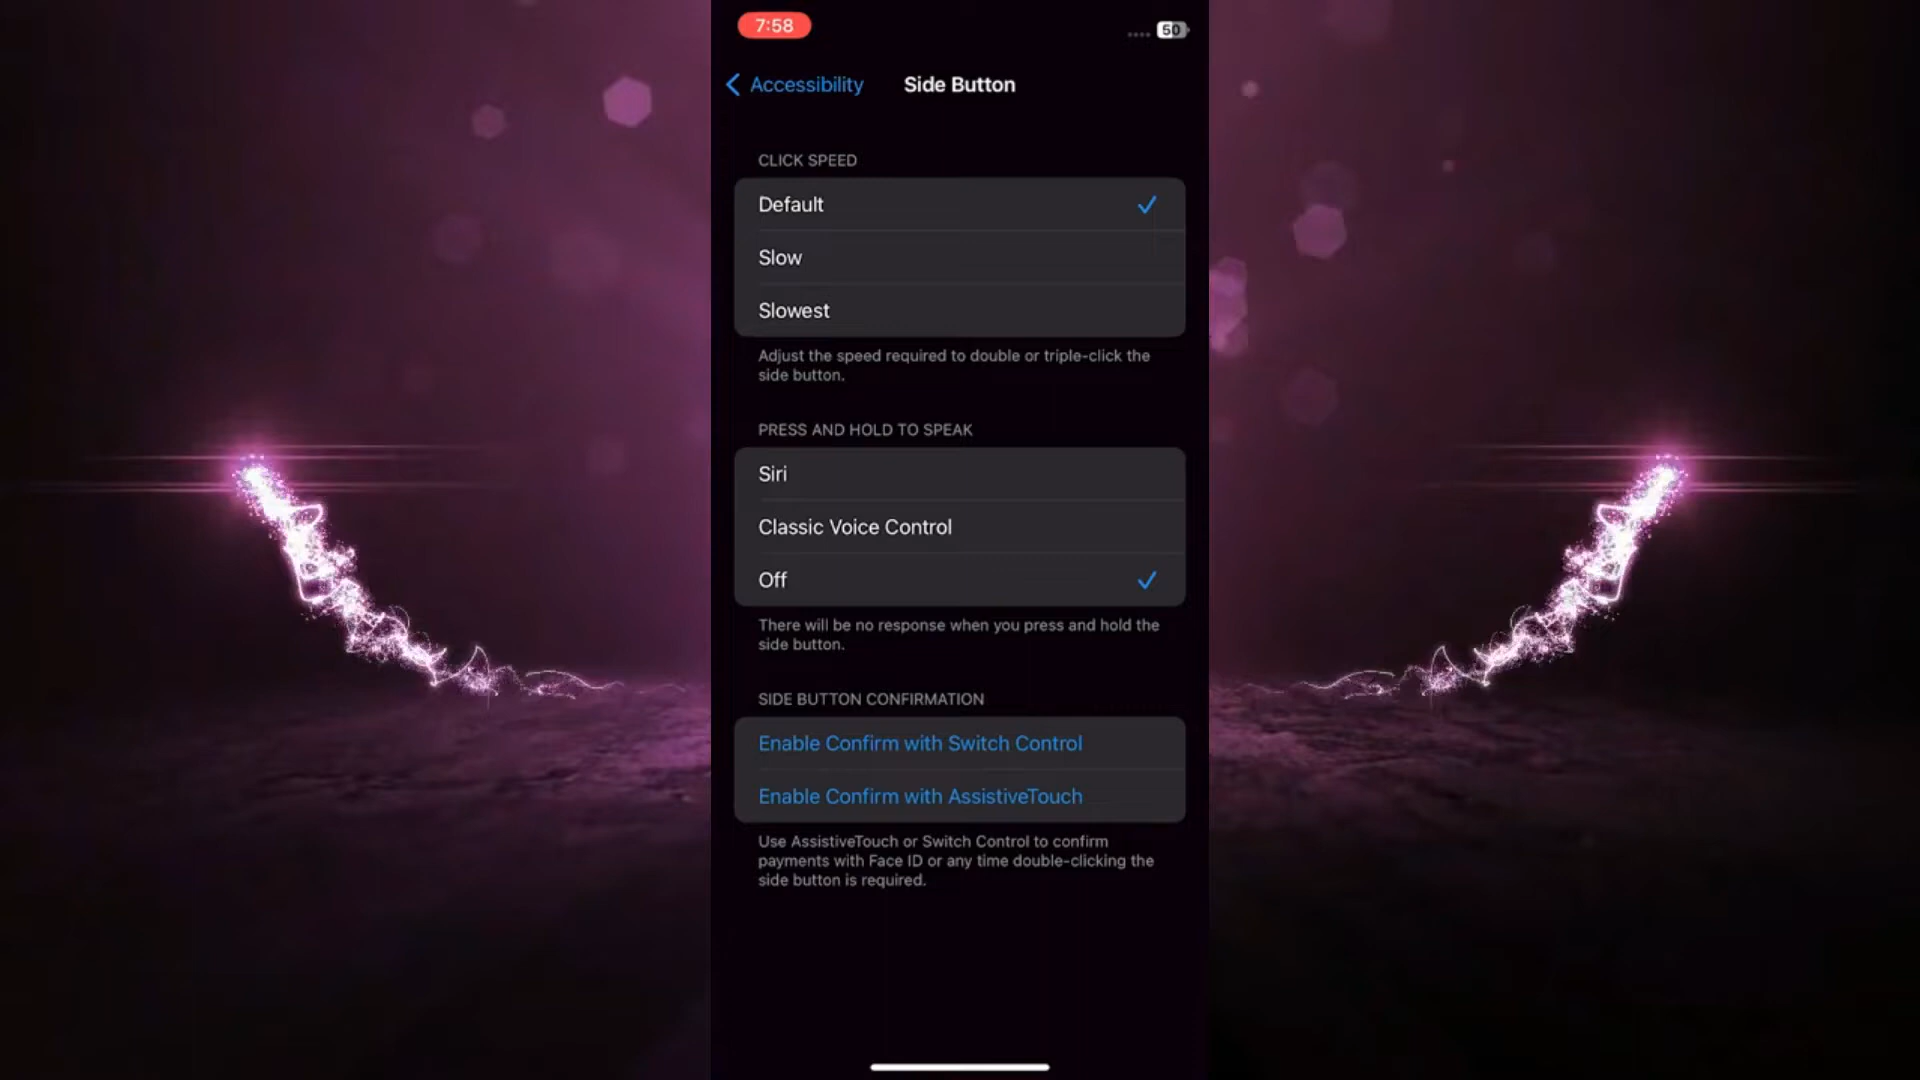 7:58
50
Accessibility
Side Button
CLICK SPEED
Default
Slow
Slowest
Adjust the speed required to double or triple-click the
side button.
PRESS AND HOLD TO SPEAK
Siri
Classic Voice Control
Off
There will be no response when you press and hold the
side button.
SIDE BUTTON CONFIRMATION
Enable Confirm with Switch Control
Enable Confirm with AssistiveTouch
Use AssistiveTouch or Switch Control to confirm
payments with Face ID or any time double-clicking the
side button is required.